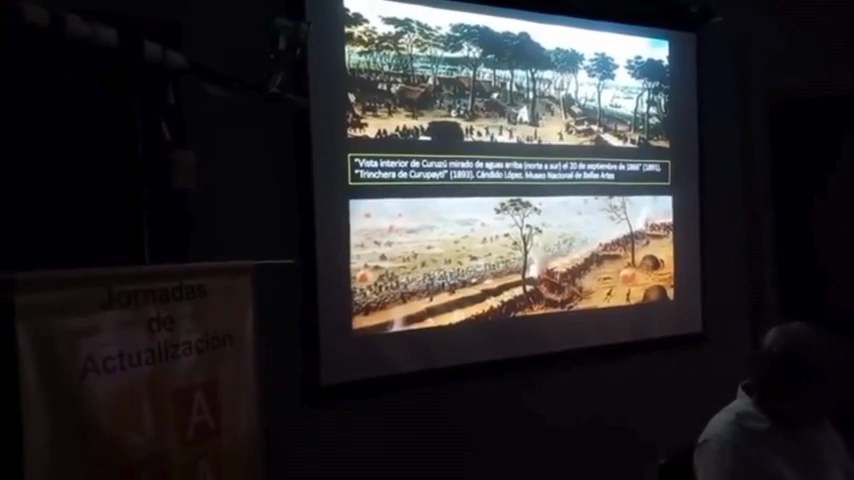 "Vista interior de Curuzú mirado de aguas arriba (norte a sur) el 20 de septiembre de 1866" (1891).
"Trinchera de Curupaytí" (1893). Cándido López. Museo Nacional de Bellas Artes
Jornadas
de
Actualización
J A